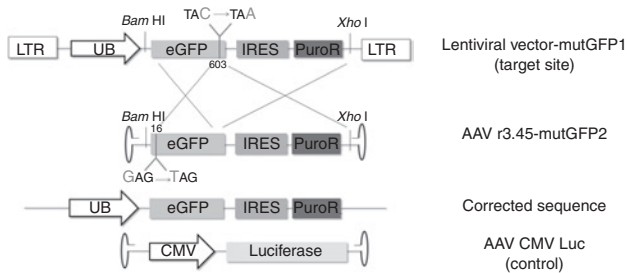 TAC → TAA
Bam HI
Xho I
LTR UB eGFP IRES PuroR LTR
603
Lentiviral vector-mutGFP1
(target site)
Bam HI
Xho I
16
eGFP IRES PuroR
AAV r3.45-mutGFP2
GAG → TAG
UB eGFP IRES PuroR
Corrected sequence
CMV Luciferase
AAV CMV Luc
(control)